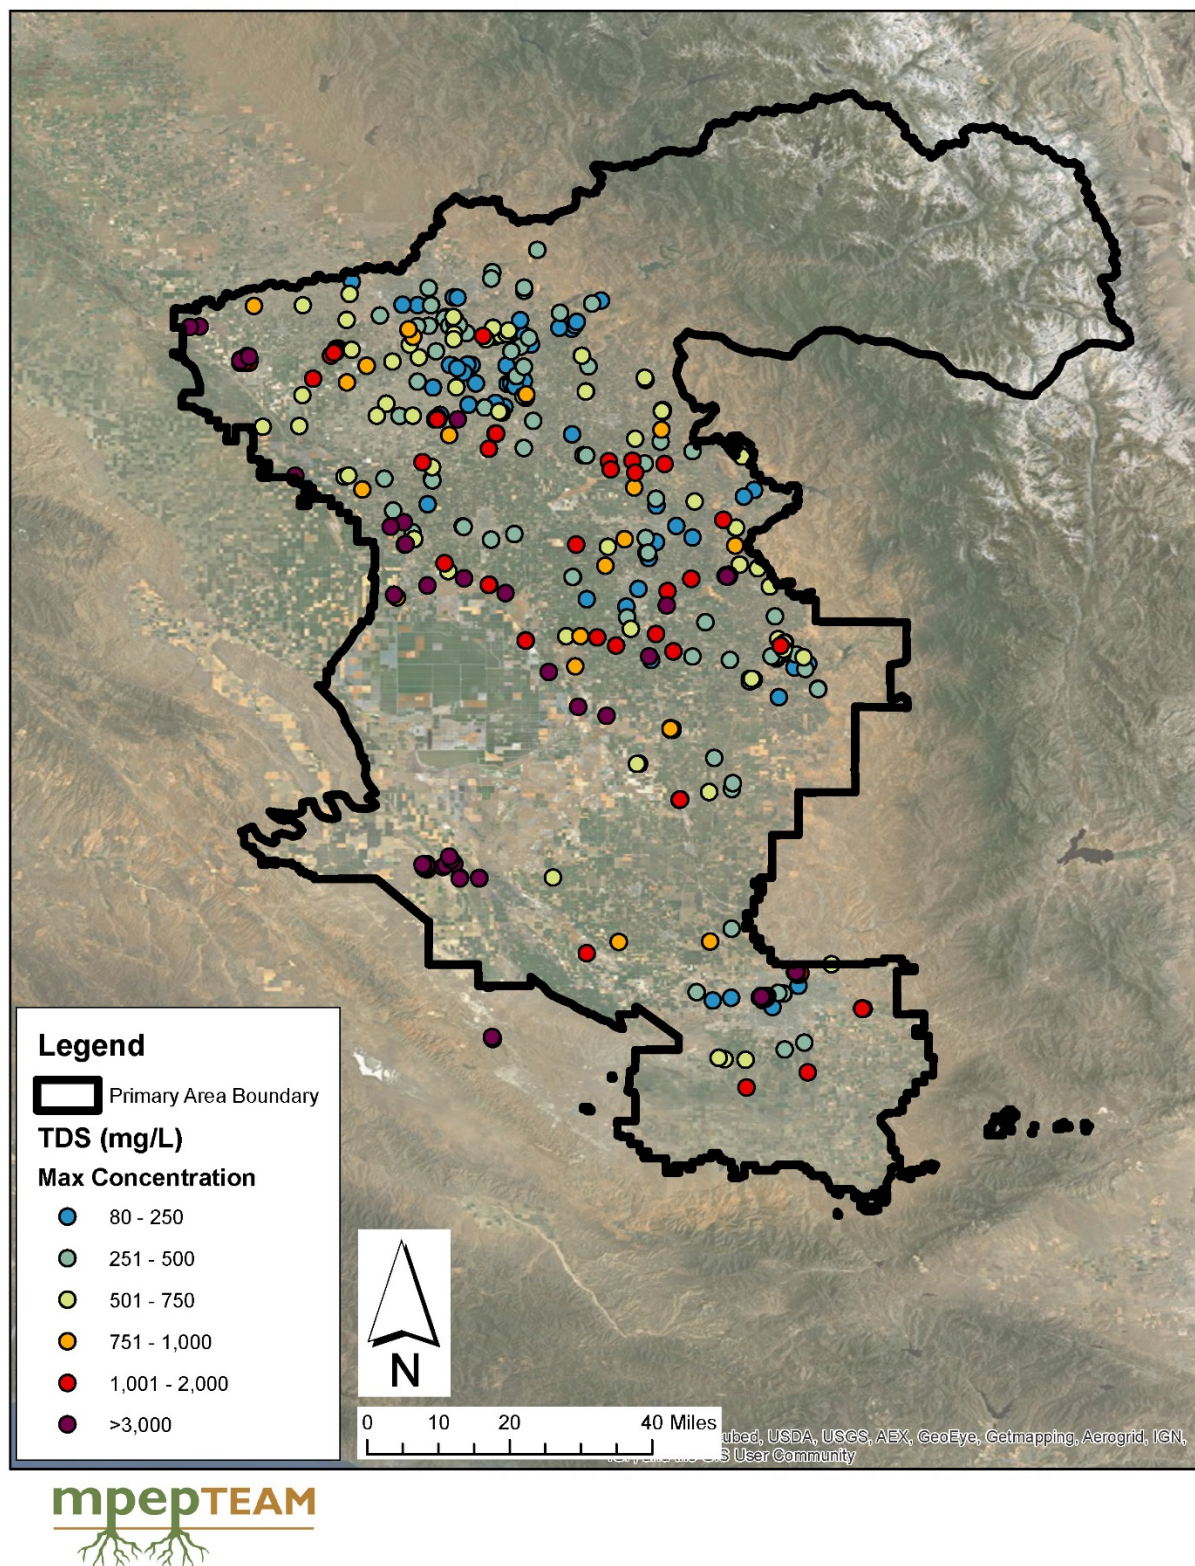 Legend
Primary Area Boundary
TDS (mg/L)
Max Concentration
80 - 250
251 - 500
501 - 750
751 - 1,000
1,001 - 2,000
>3,000
N
0 10 20 40 Miles
USDA, USGS, AEX, GeoEye, Getmapping, Aerogrid, IGN,
User Community
mpepTEAM